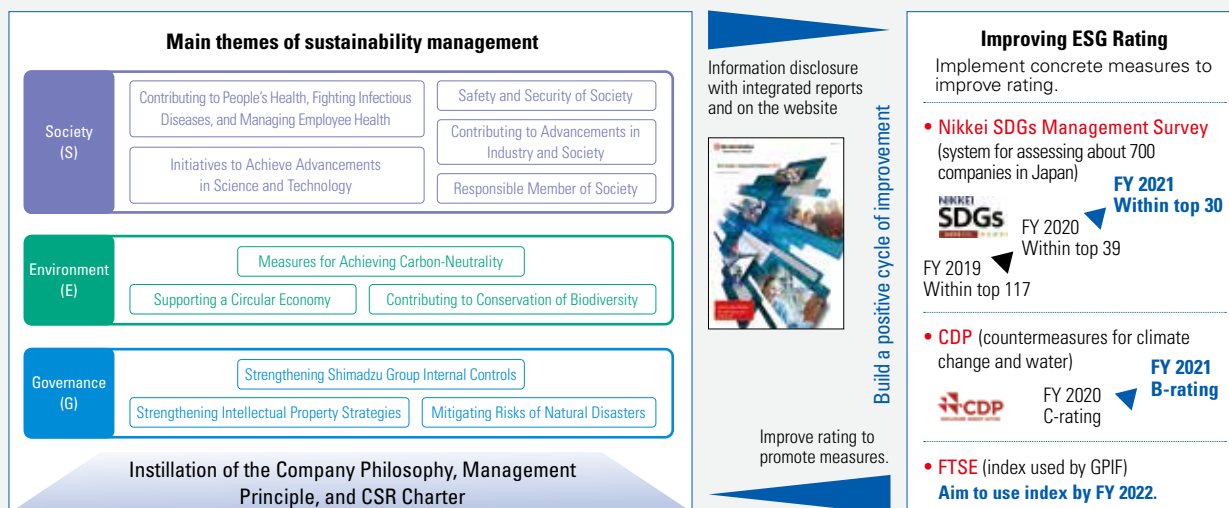 Main themes of sustainability management
Society
(S)
Contributing to People's Health, Fighting Infectious
Diseases, and Managing Employee Health
Initiatives to Achieve Advancements
in Science and Technology
Safety and Security of Society
Contributing to Advancements in
Industry and Society
Responsible Member of Society
Environment
(E)
Measures for Achieving Carbon-Neutrality
Supporting a Circular Economy
Contributing to Conservation of Biodiversity
Governance
(G)
Strengthening Shimadzu Group Internal Controls
Strengthening Intellectual Property Strategies
Mitigating Risks of Natural Disasters
Instillation of the Company Philosophy, Management
Principle, and CSR Charter
Information disclosure
with integrated reports
and on the website
Build a positive cycle of improvement
Improve rating to
promote measures.
Improving ESG Rating
Implement concrete measures to
improve rating.
• Nikkei SDGs Management Survey
(system for assessing about 700
companies in Japan)
FY 2021
Within top 30
NIKKEI
SDGs
FY 2020
Within top 39
FY 2019
Within top 117
• CDP (countermeasures for climate
change and water)
FY 2021
B-rating
CDP
FY 2020
C-rating
• FTSE (index used by GPIF)
Aim to use index by FY 2022.